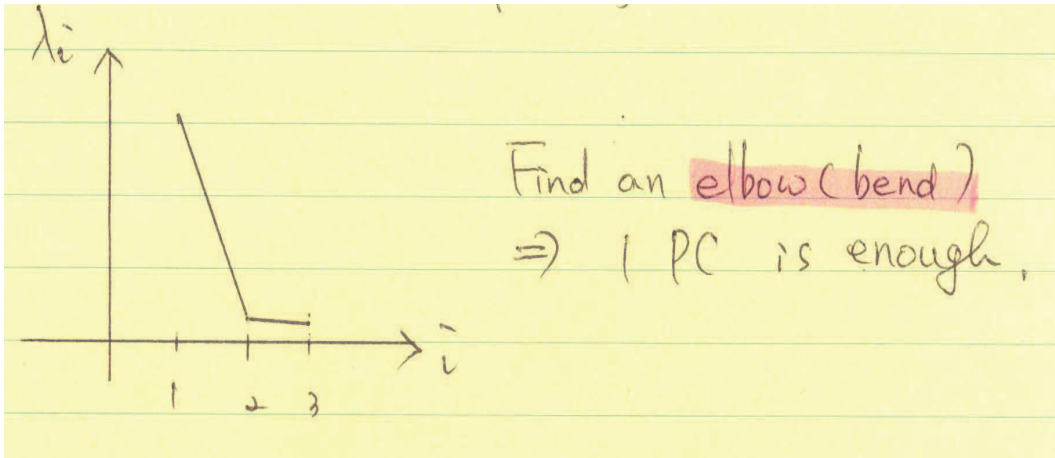 λi
Find an elbow (bend)
⇒ 1 PC is enough.
i
1 2 3